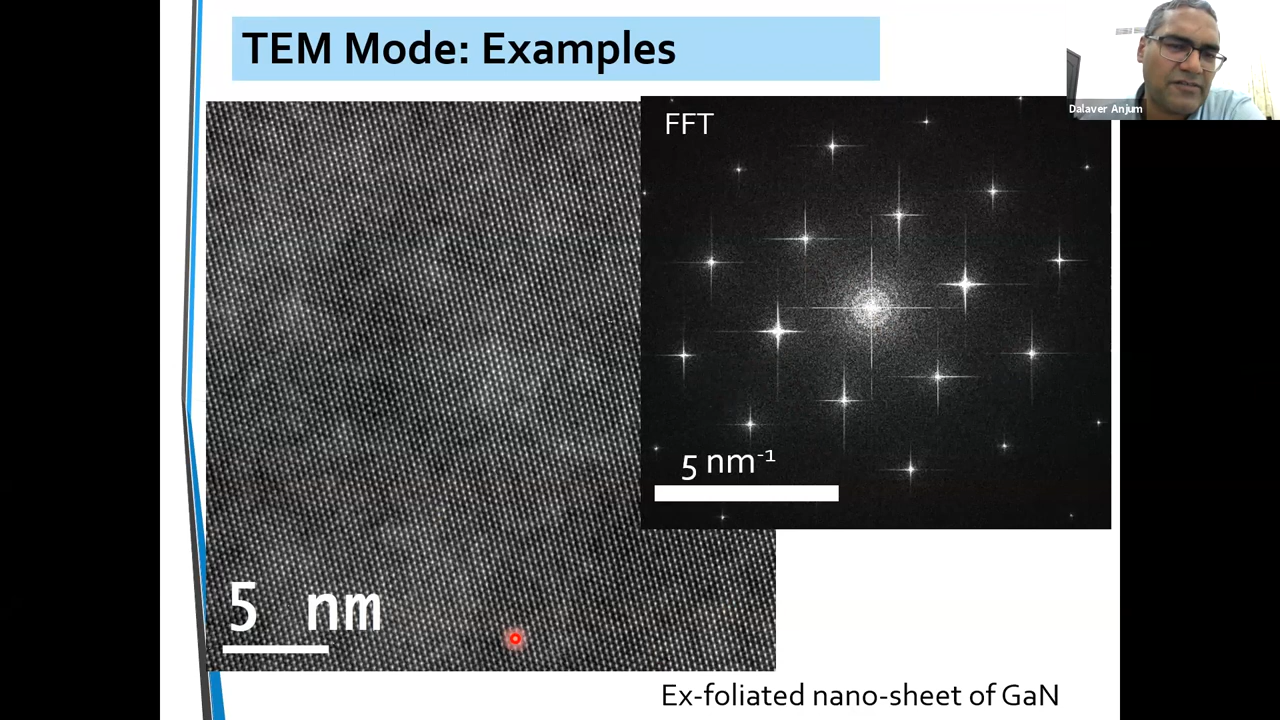 TEM Mode: Examples
Dalaver Anjum
FFT
5 nm⁻¹
5 nm
Ex-foliated nano-sheet of GaN